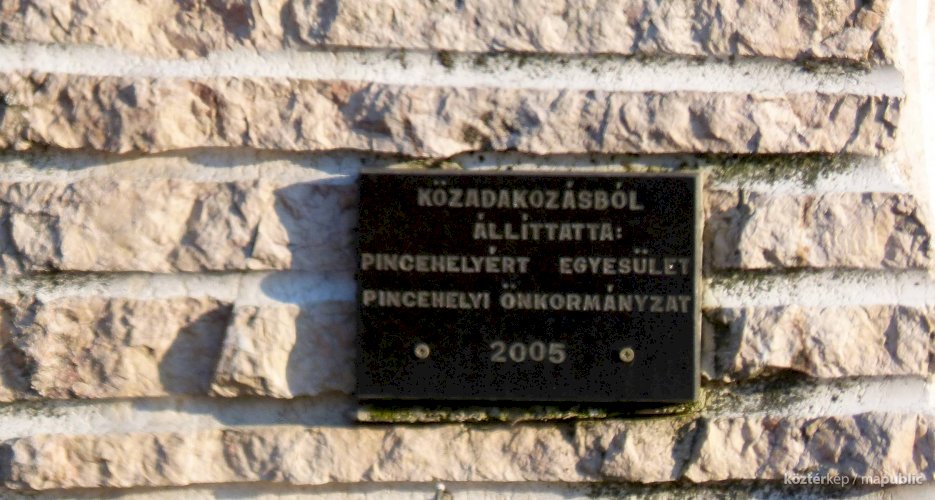 KÖZADAKOZÁSBÓL
ÁLLÍTTATTA:
PINCEHELYÉRT EGYESÜLET
PINCEHELYI ÖNKORMÁNYZAT
2005
köztérkép / mapublic